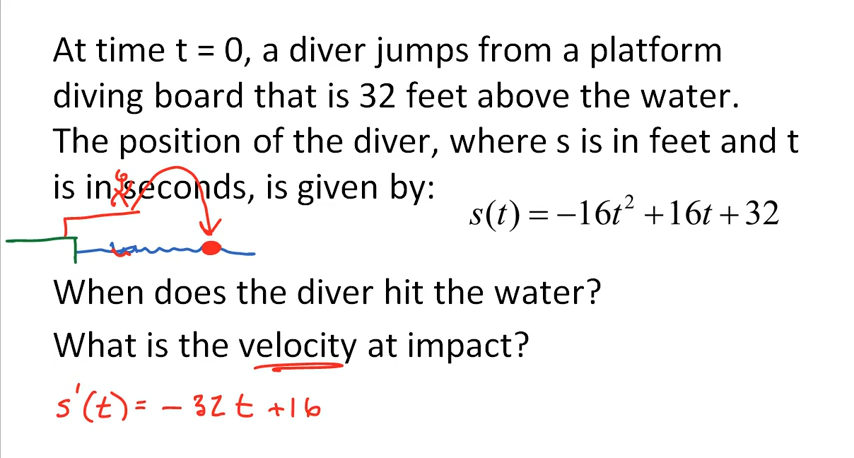 At time t = 0, a diver jumps from a platform
diving board that is 32 feet above the water.
The position of the diver, where s is in feet and t
is in seconds, is given by:
s(t) = −16t² + 16t + 32
When does the diver hit the water?
What is the velocity at impact?
s'(t) = − 32t + 16